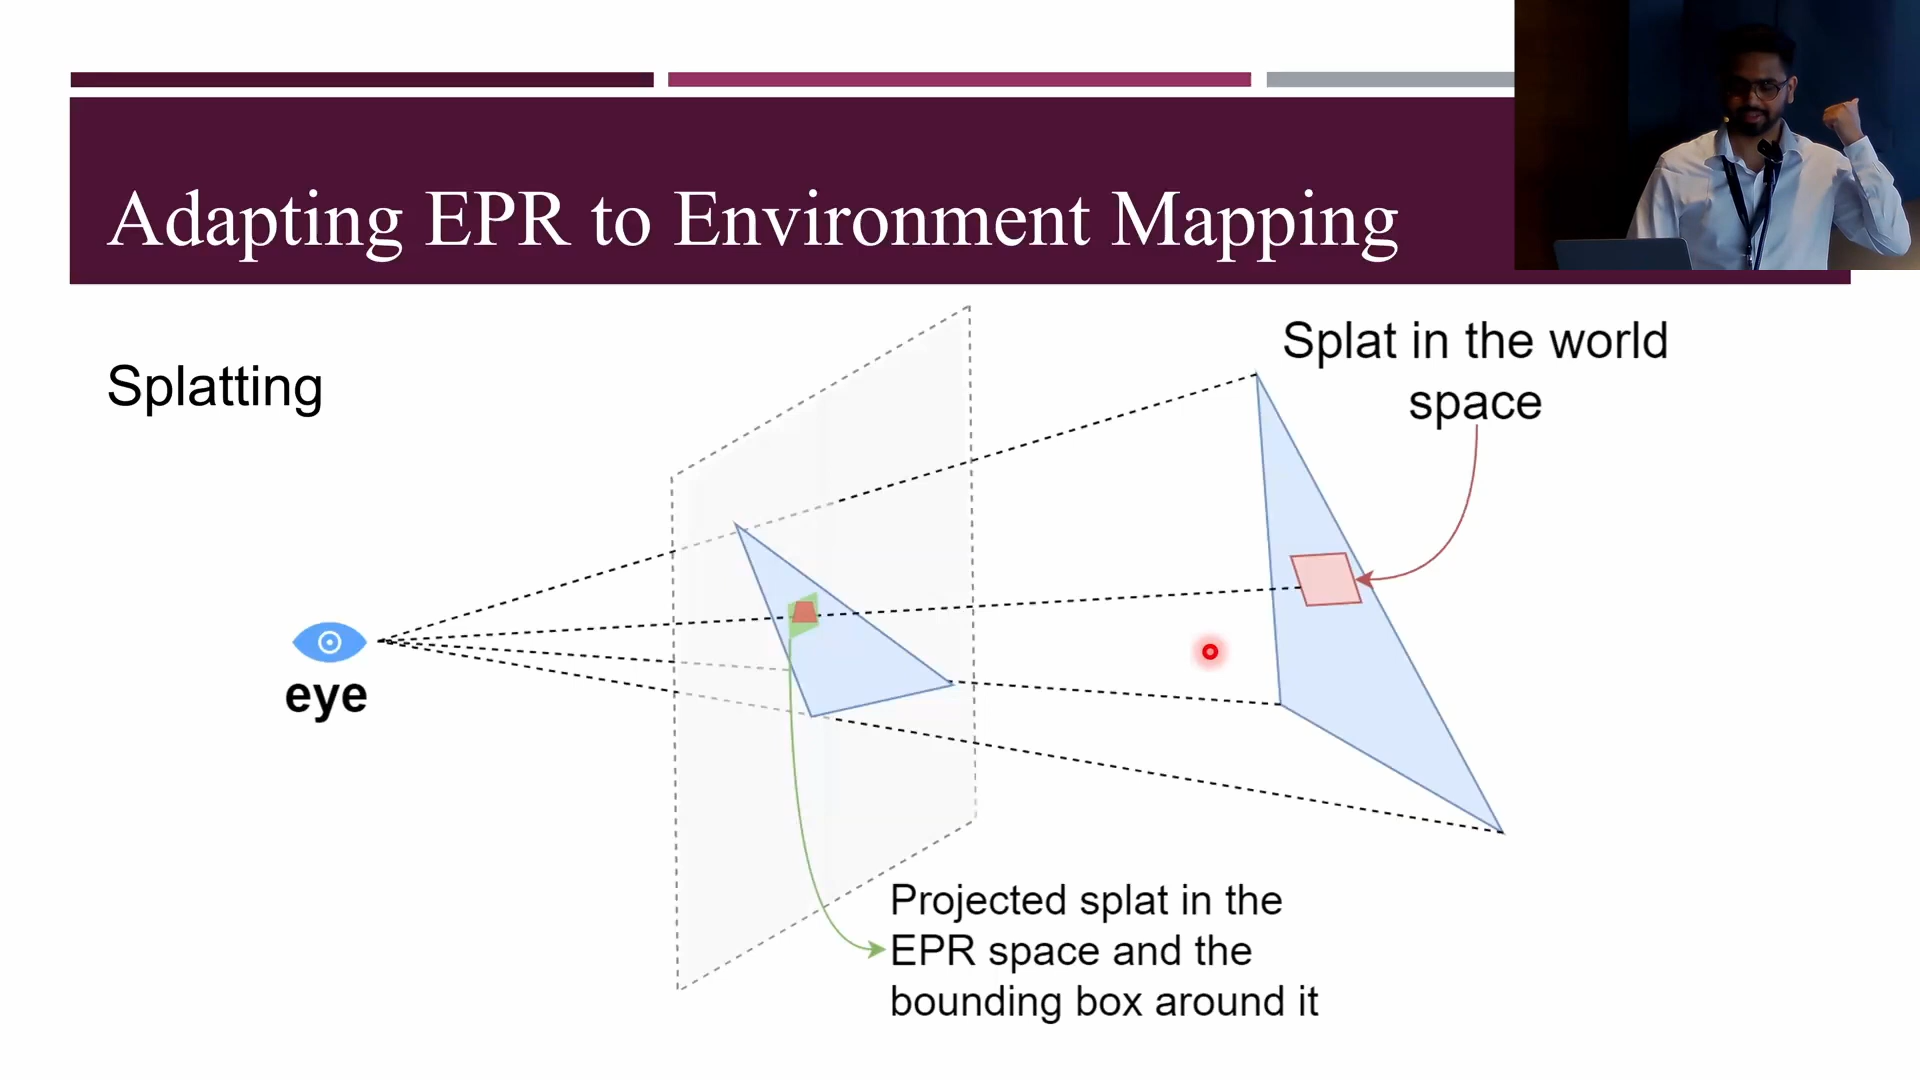 Adapting EPR to Environment Mapping
Splatting
Splat in the world
space
eye
Projected splat in the
EPR space and the
bounding box around it